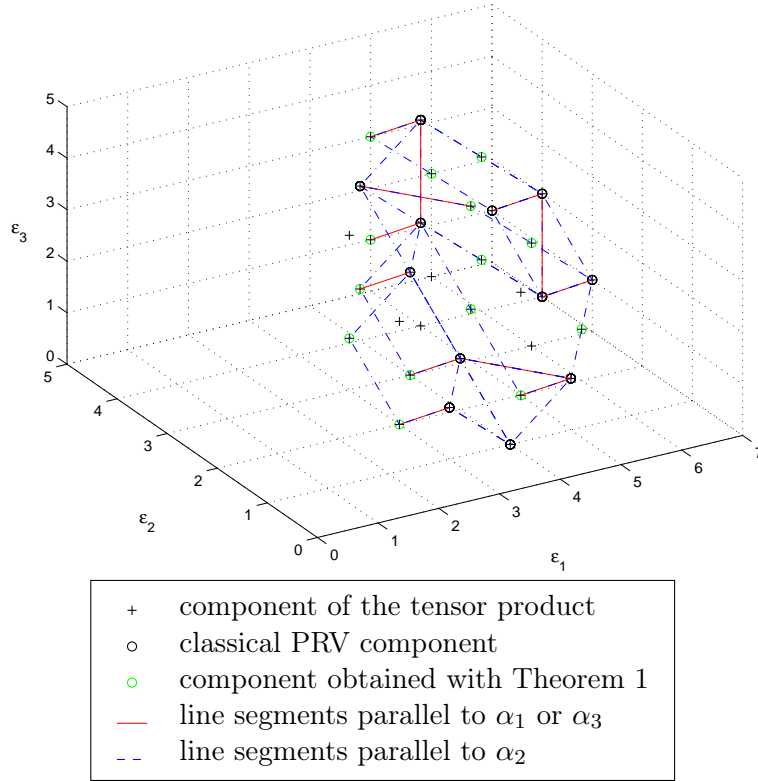 5
4
3
2
1
0
ε3
5
4
3
2
1
0
ε2
0
1
2
3
4
5
6
7
ε1
component of the tensor product
classical PRV component
component obtained with Theorem 1
line segments parallel to α1 or α3
line segments parallel to α2